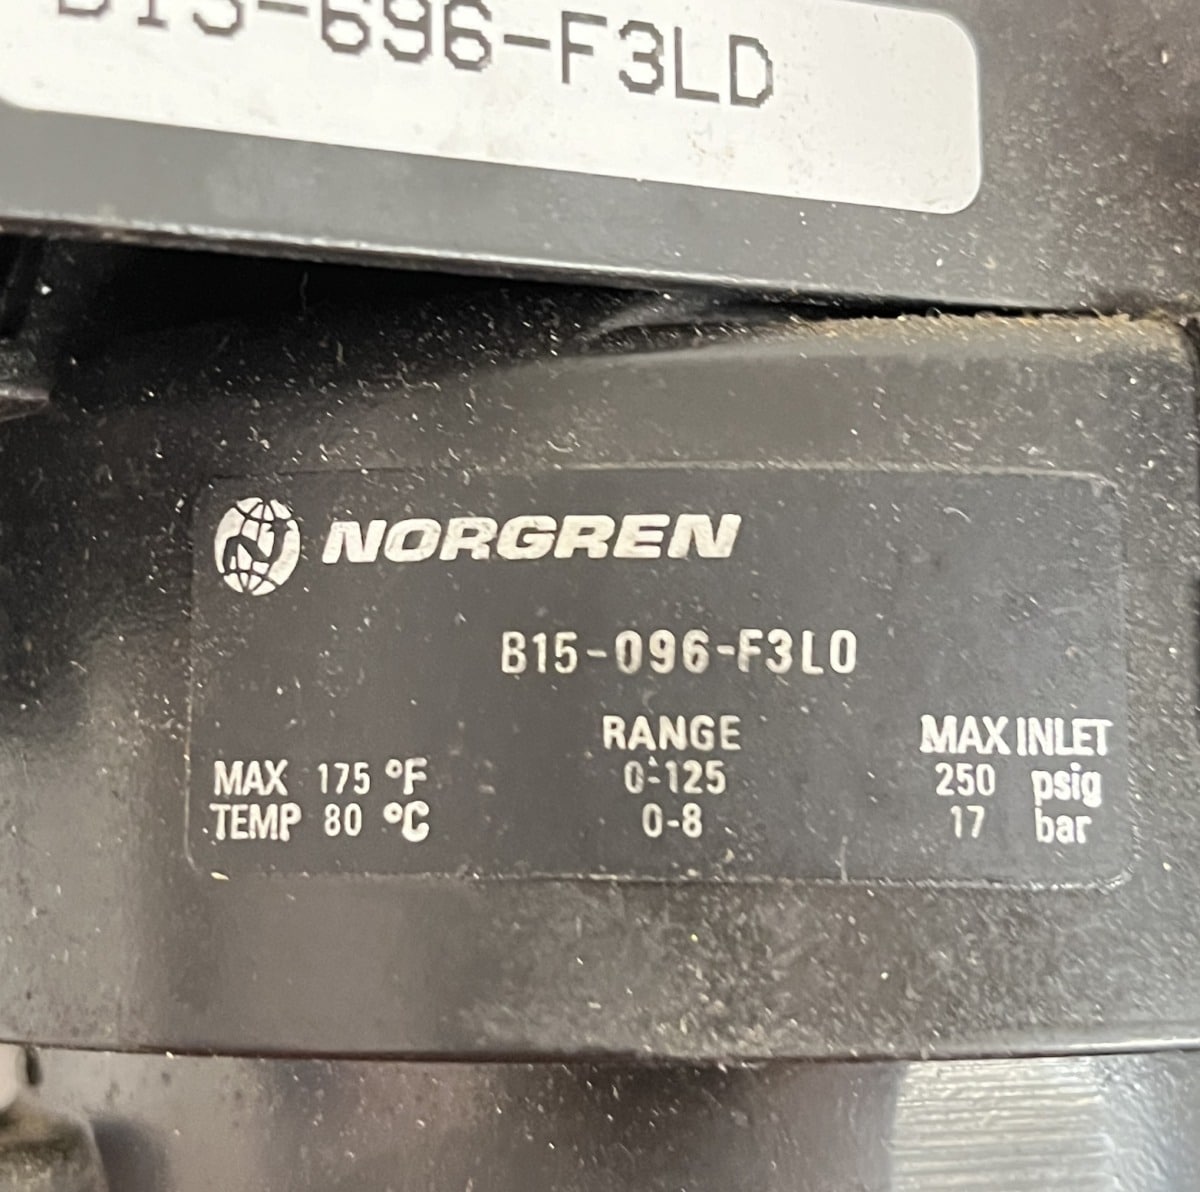 B15-696-F3LD
NORGREN
B15-096-F3L0
RANGE MAX INLET
MAX 175 °F 0-125 250 psig
TEMP 80 °C 0-8 17 bar